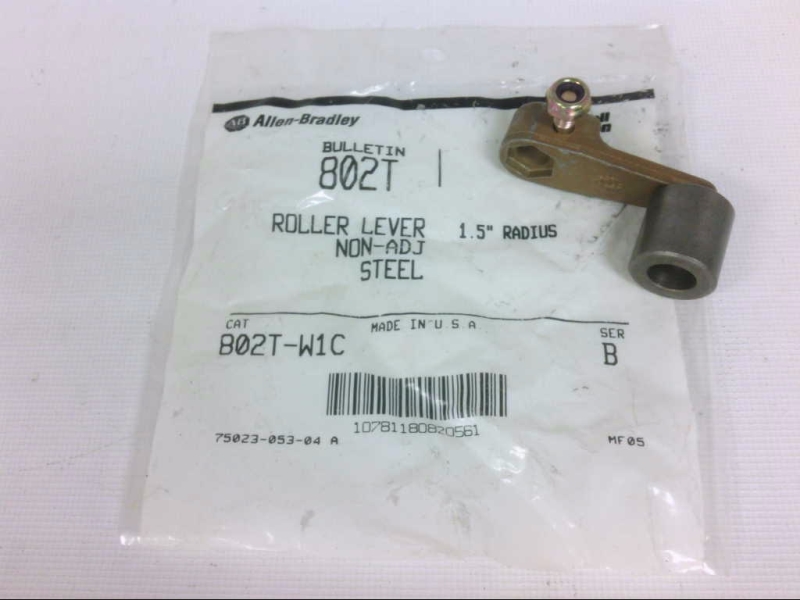 AB Allen-Bradley
BULLETIN
802T
ROLLER LEVER 1.5" RADIUS
NON-ADJ
STEEL
CAT MADE IN U.S.A SER
802T-W1C B
10781180820561
75023-053-04 A MF05